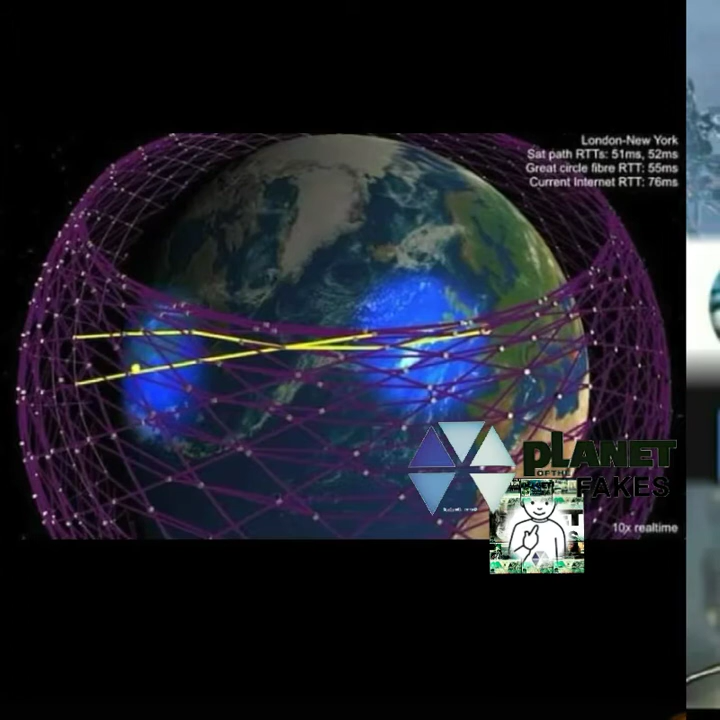 London-New York
Sat path RTTs: 51ms, 52ms
Great circle fibre RTT: 55ms
Current Internet RTT: 76ms
pLANET
OF THE
FAKES
10x realtime